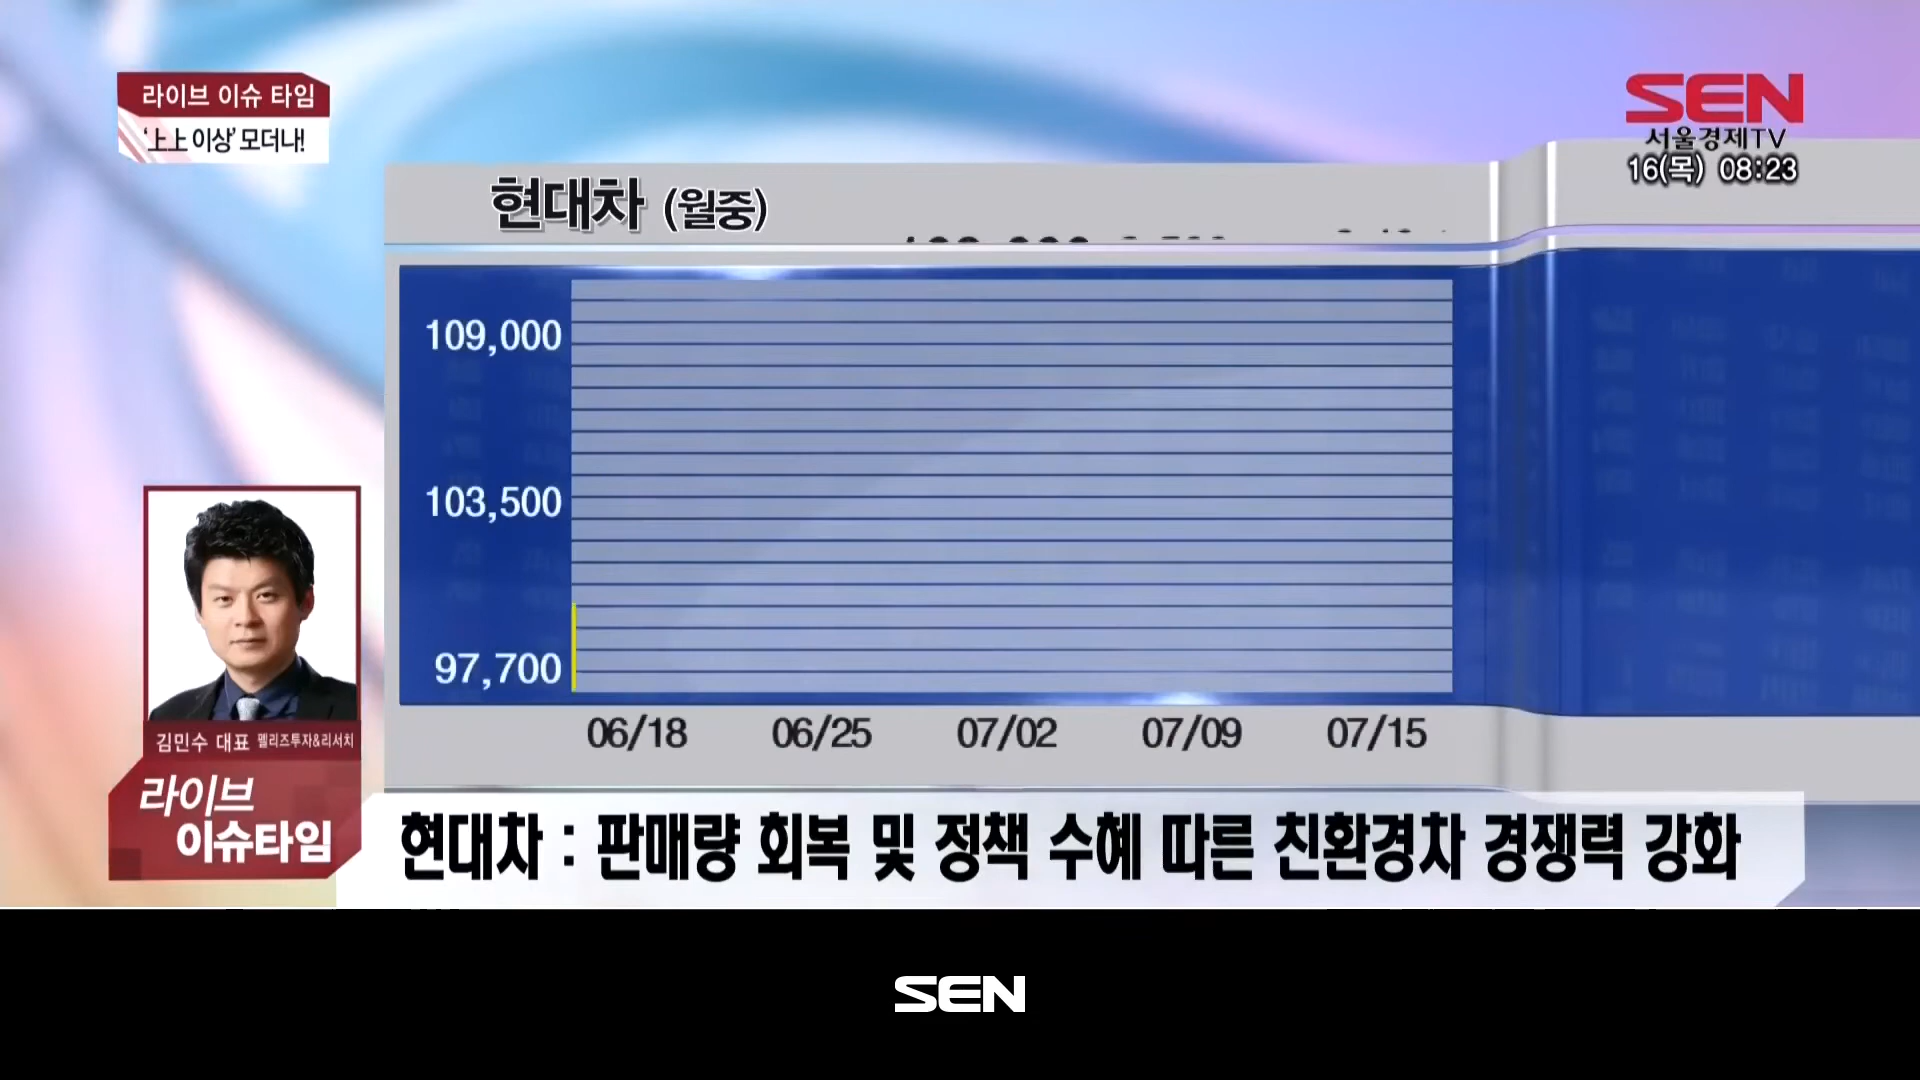 라이브 이슈 타임
'上上 이상' 모더나!
SEN
서울경제TV
16(목) 08:23
현대차 (월중)
109,000
103,500
97,700
06/18
06/25
07/02
07/09
07/15
김민수 대표 펠리즈투자&리서치
라이브
이슈타임
현대차 : 판매량 회복 및 정책 수혜 따른 친환경차 경쟁력 강화
SEN